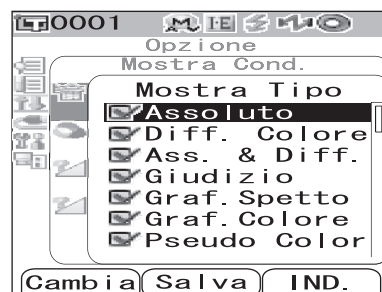 0001 M I·E
Opzione
Mostra Cond.
Mostra Tipo
Assoluto
Diff. Colore
Ass. & Diff.
Giudizio
Graf.Spetto
Graf.Colore
Pseudo Color
Cambia Salva IND.